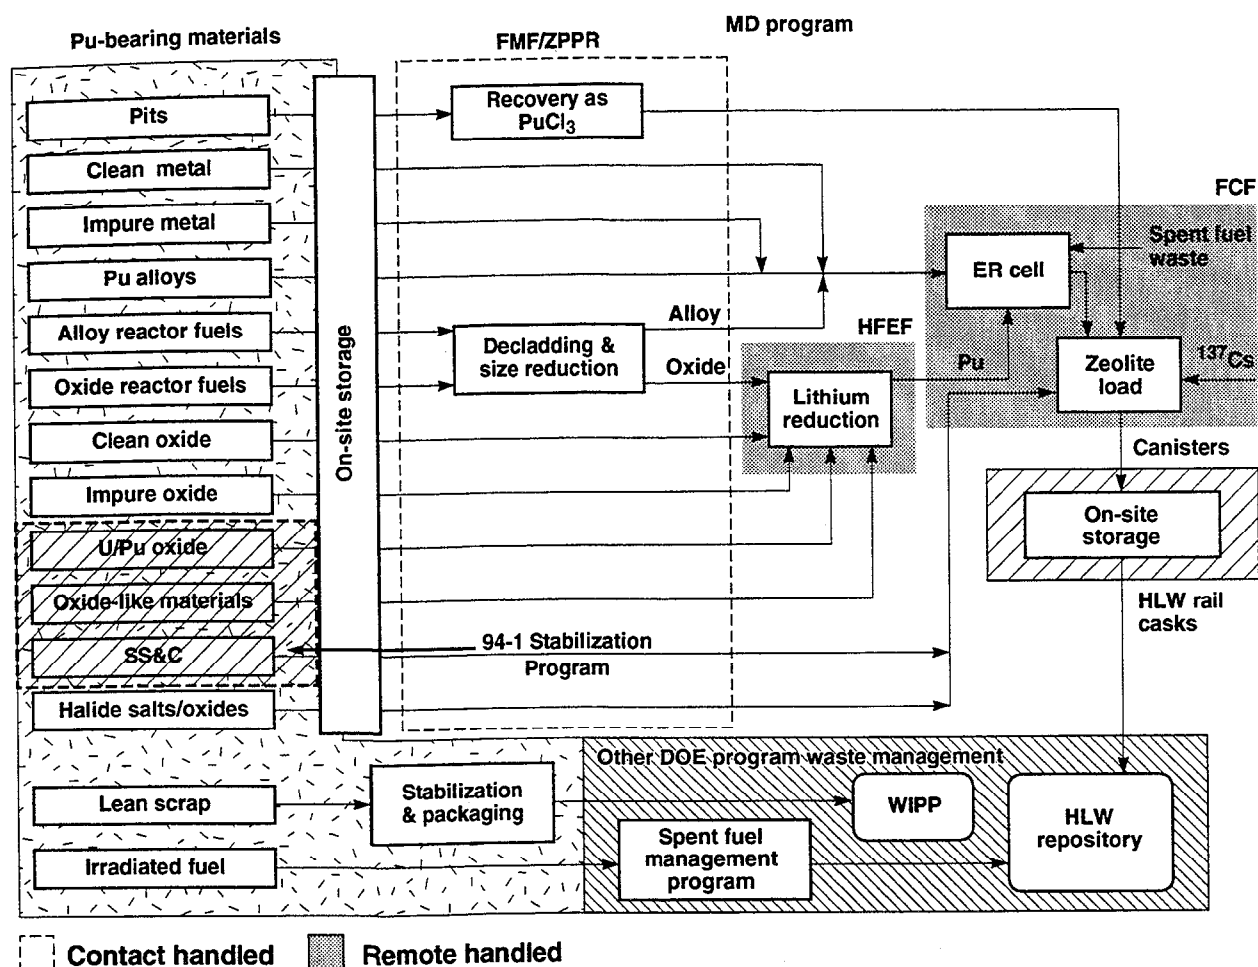 MD program
Pu-bearing materials
FMF/ZPPR
Pits
Recovery as
PuCl₃
Clean metal
Impure metal
FCF
Pu alloys
ER cell
Spent fuel
waste
Alloy reactor fuels
Alloy
HFEF
Decladding &
size reduction
Oxide reactor fuels
Oxide
Pu
Zeolite
load
¹³⁷Cs
On-site storage
Lithium
reduction
Clean oxide
Canisters
Impure oxide
On-site
storage
U/Pu oxide
Oxide-like materials
HLW rail
casks
SS&C
94-1 Stabilization
Program
Halide salts/oxides
Other DOE program waste management
Lean scrap
Stabilization
& packaging
WIPP
HLW
repository
Irradiated fuel
Spent fuel
management
program
Contact handled
Remote handled